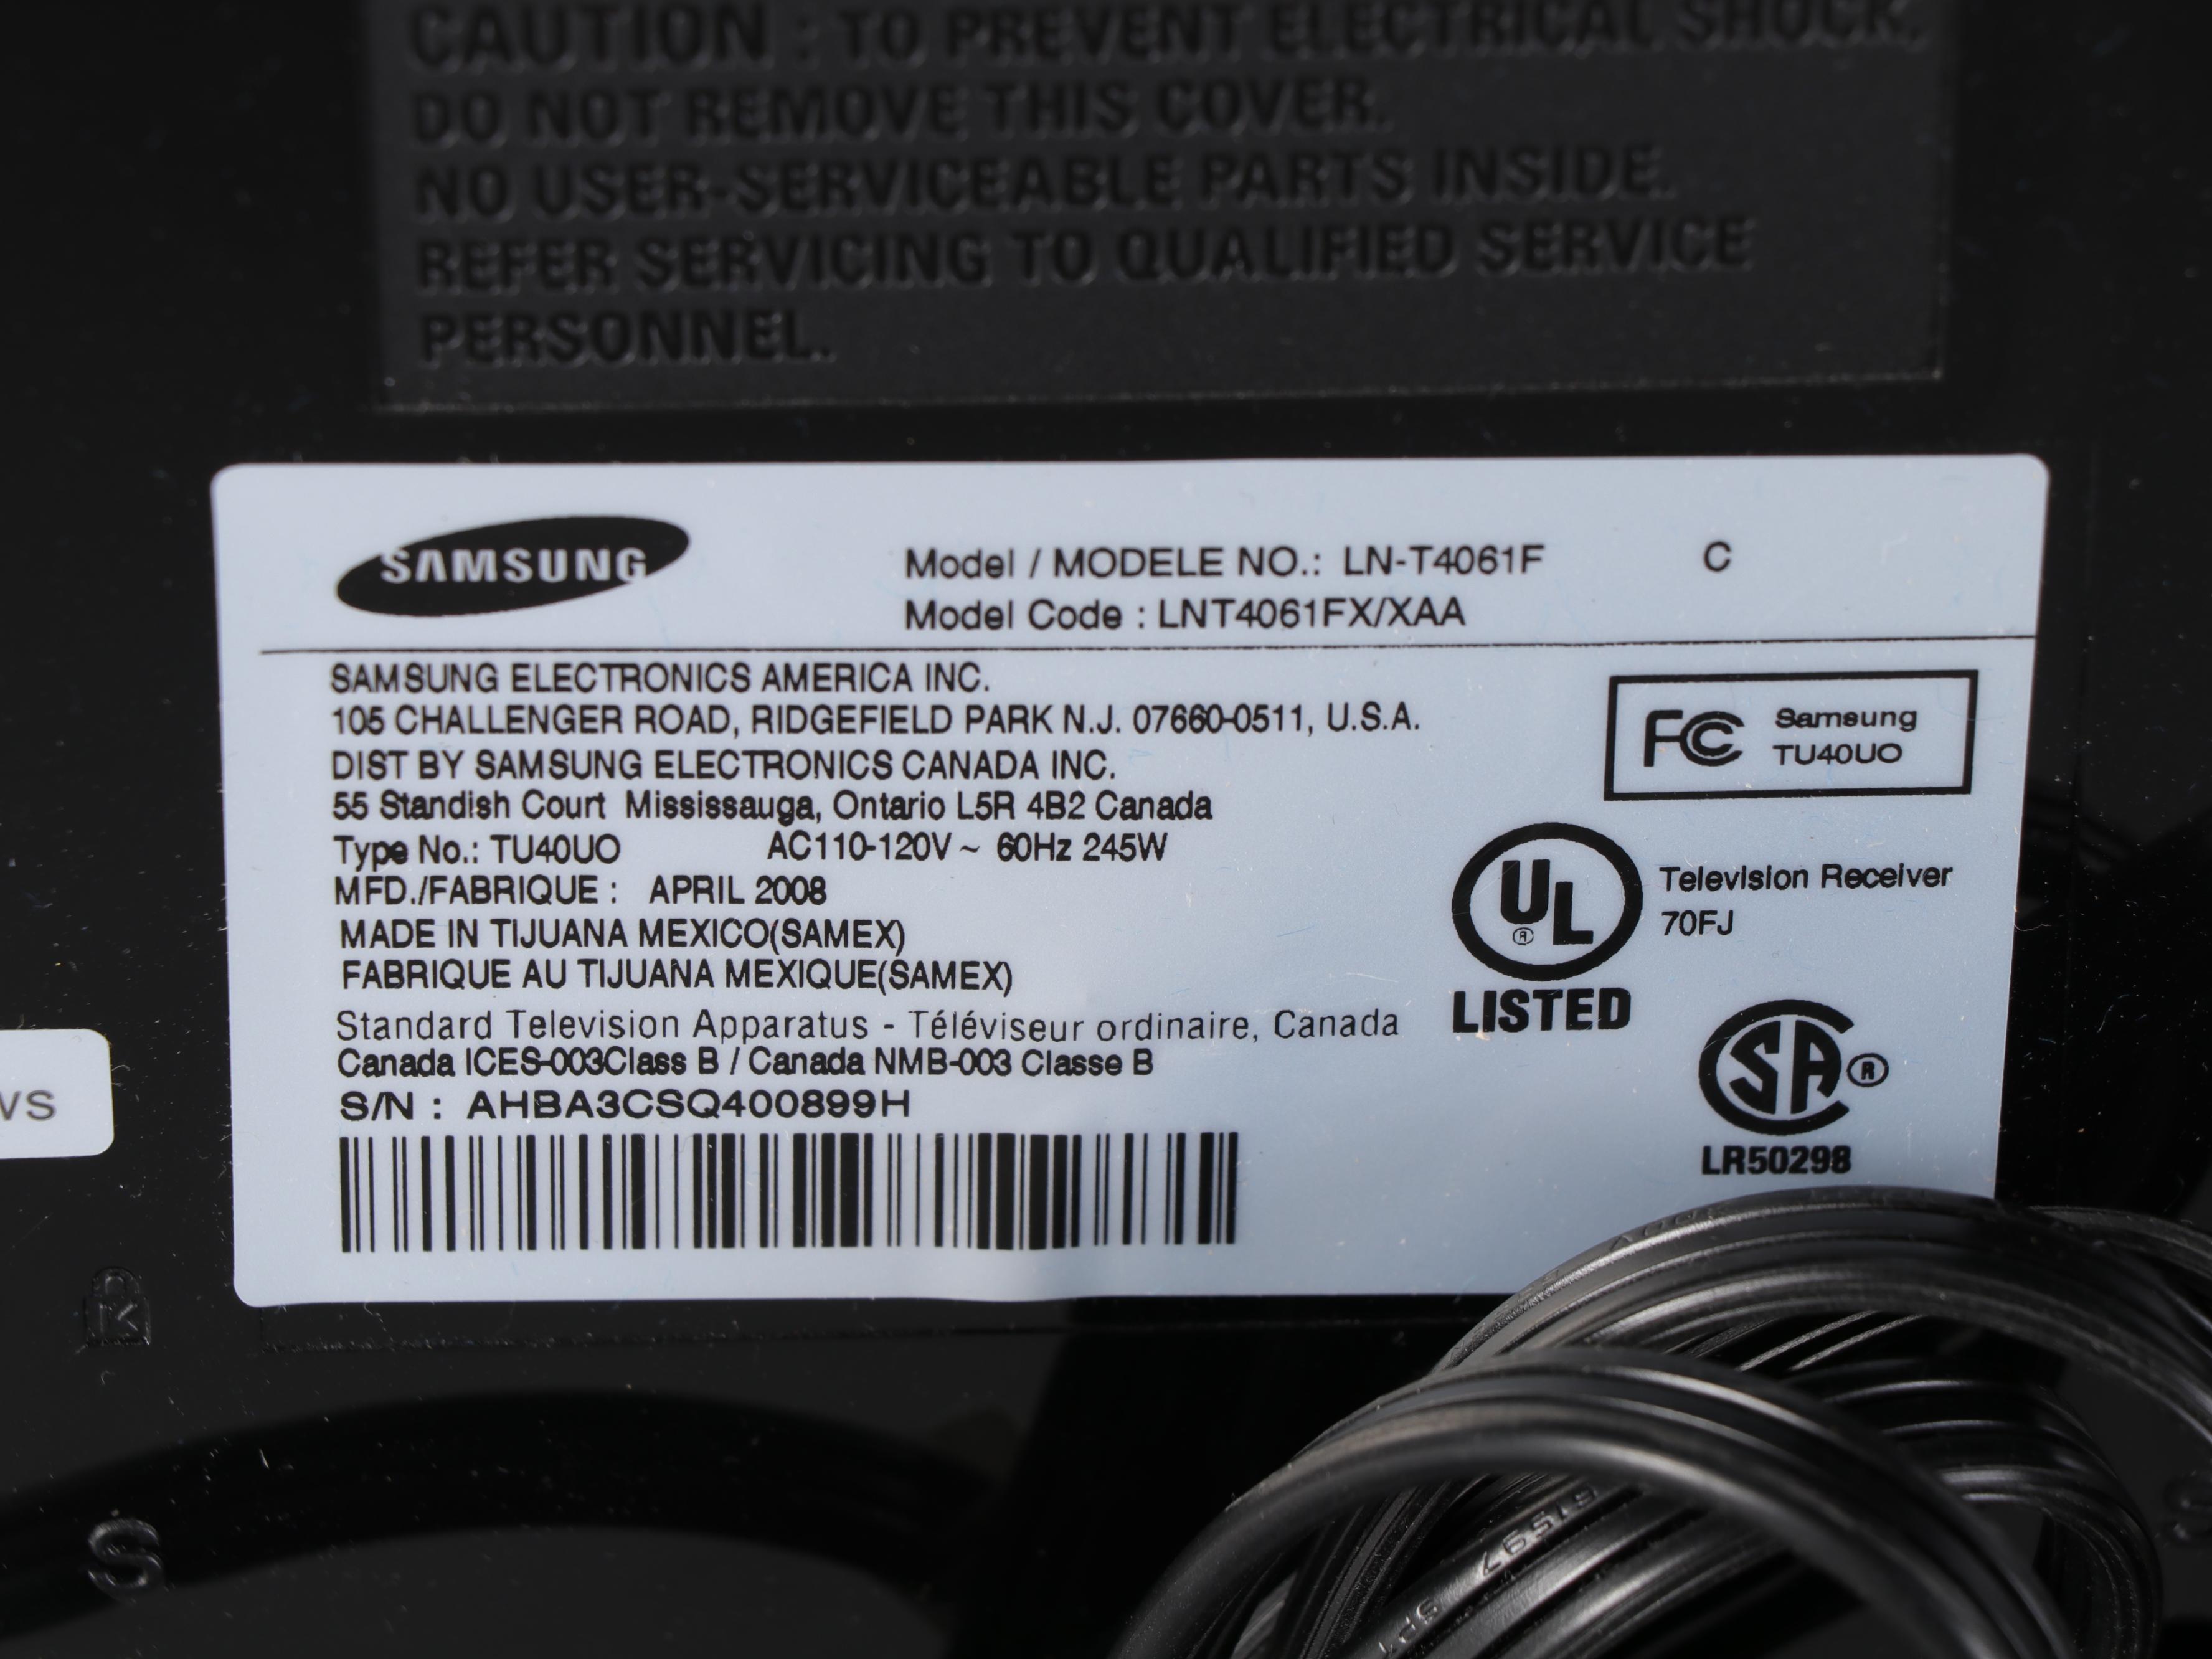 CAUTION : TO PREVENT ELECTRICAL SHOCK,
DO NOT REMOVE THIS COVER.
NO USER-SERVICEABLE PARTS INSIDE.
REFER SERVICING TO QUALIFIED SERVICE
PERSONNEL.
SAMSUNG
Model / MODELE NO.: LN-T4061F C
Model Code : LNT4061FX/XAA
SAMSUNG ELECTRONICS AMERICA INC.
105 CHALLENGER ROAD, RIDGEFIELD PARK N.J. 07660-0511, U.S.A.
DIST BY SAMSUNG ELECTRONICS CANADA INC.
55 Standish Court Mississauga, Ontario L5R 4B2 Canada
Type No.: TU40UO AC110-120V ~ 60Hz 245W
MFD./FABRIQUE : APRIL 2008
MADE IN TIJUANA MEXICO(SAMEX)
FABRIQUE AU TIJUANA MEXIQUE(SAMEX)
Standard Television Apparatus - Téléviseur ordinaire, Canada
Canada ICES-003Class B / Canada NMB-003 Classe B
S/N : AHBA3CSQ400899H
FC Samsung
TU40UO
UL ® Television Receiver
70FJ
LISTED
SA ®
LR50298
VS
K
S